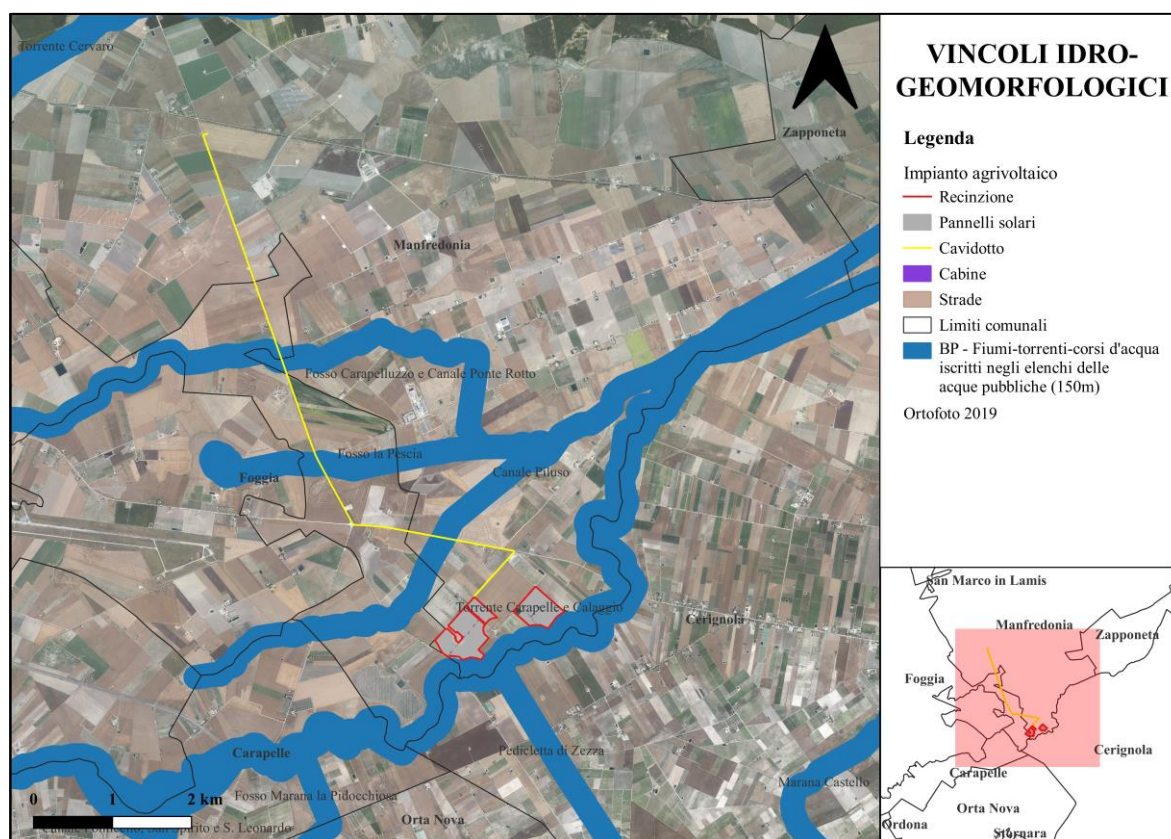 Torrente Cervaro
Zapponeta
Manfredonia
Fosso Carapelluzzo e Canale Ponte Rotto
Fosso la Pescia
Foggia
Canale Piluso
Torrente Carapelle e Calaggio
Cerignola
Pedicletta di Zezza
Carapelle
Marana Castello
Fosso Marana la Pidocchiosa
Orta Nova
0 1 2 km
VINCOLI IDRO-
GEOMORFOLOGICI
Legenda
Impianto agrivoltaico
Recinzione
Pannelli solari
Cavidotto
Cabine
Strade
Limiti comunali
BP - Fiumi-torrenti-corsi d'acqua
iscritti negli elenchi delle
acque pubbliche (150m)
Ortofoto 2019
San Marco in Lamis
Manfredonia
Zapponeta
Foggia
Cerignola
Carapelle
Orta Nova
Ordona